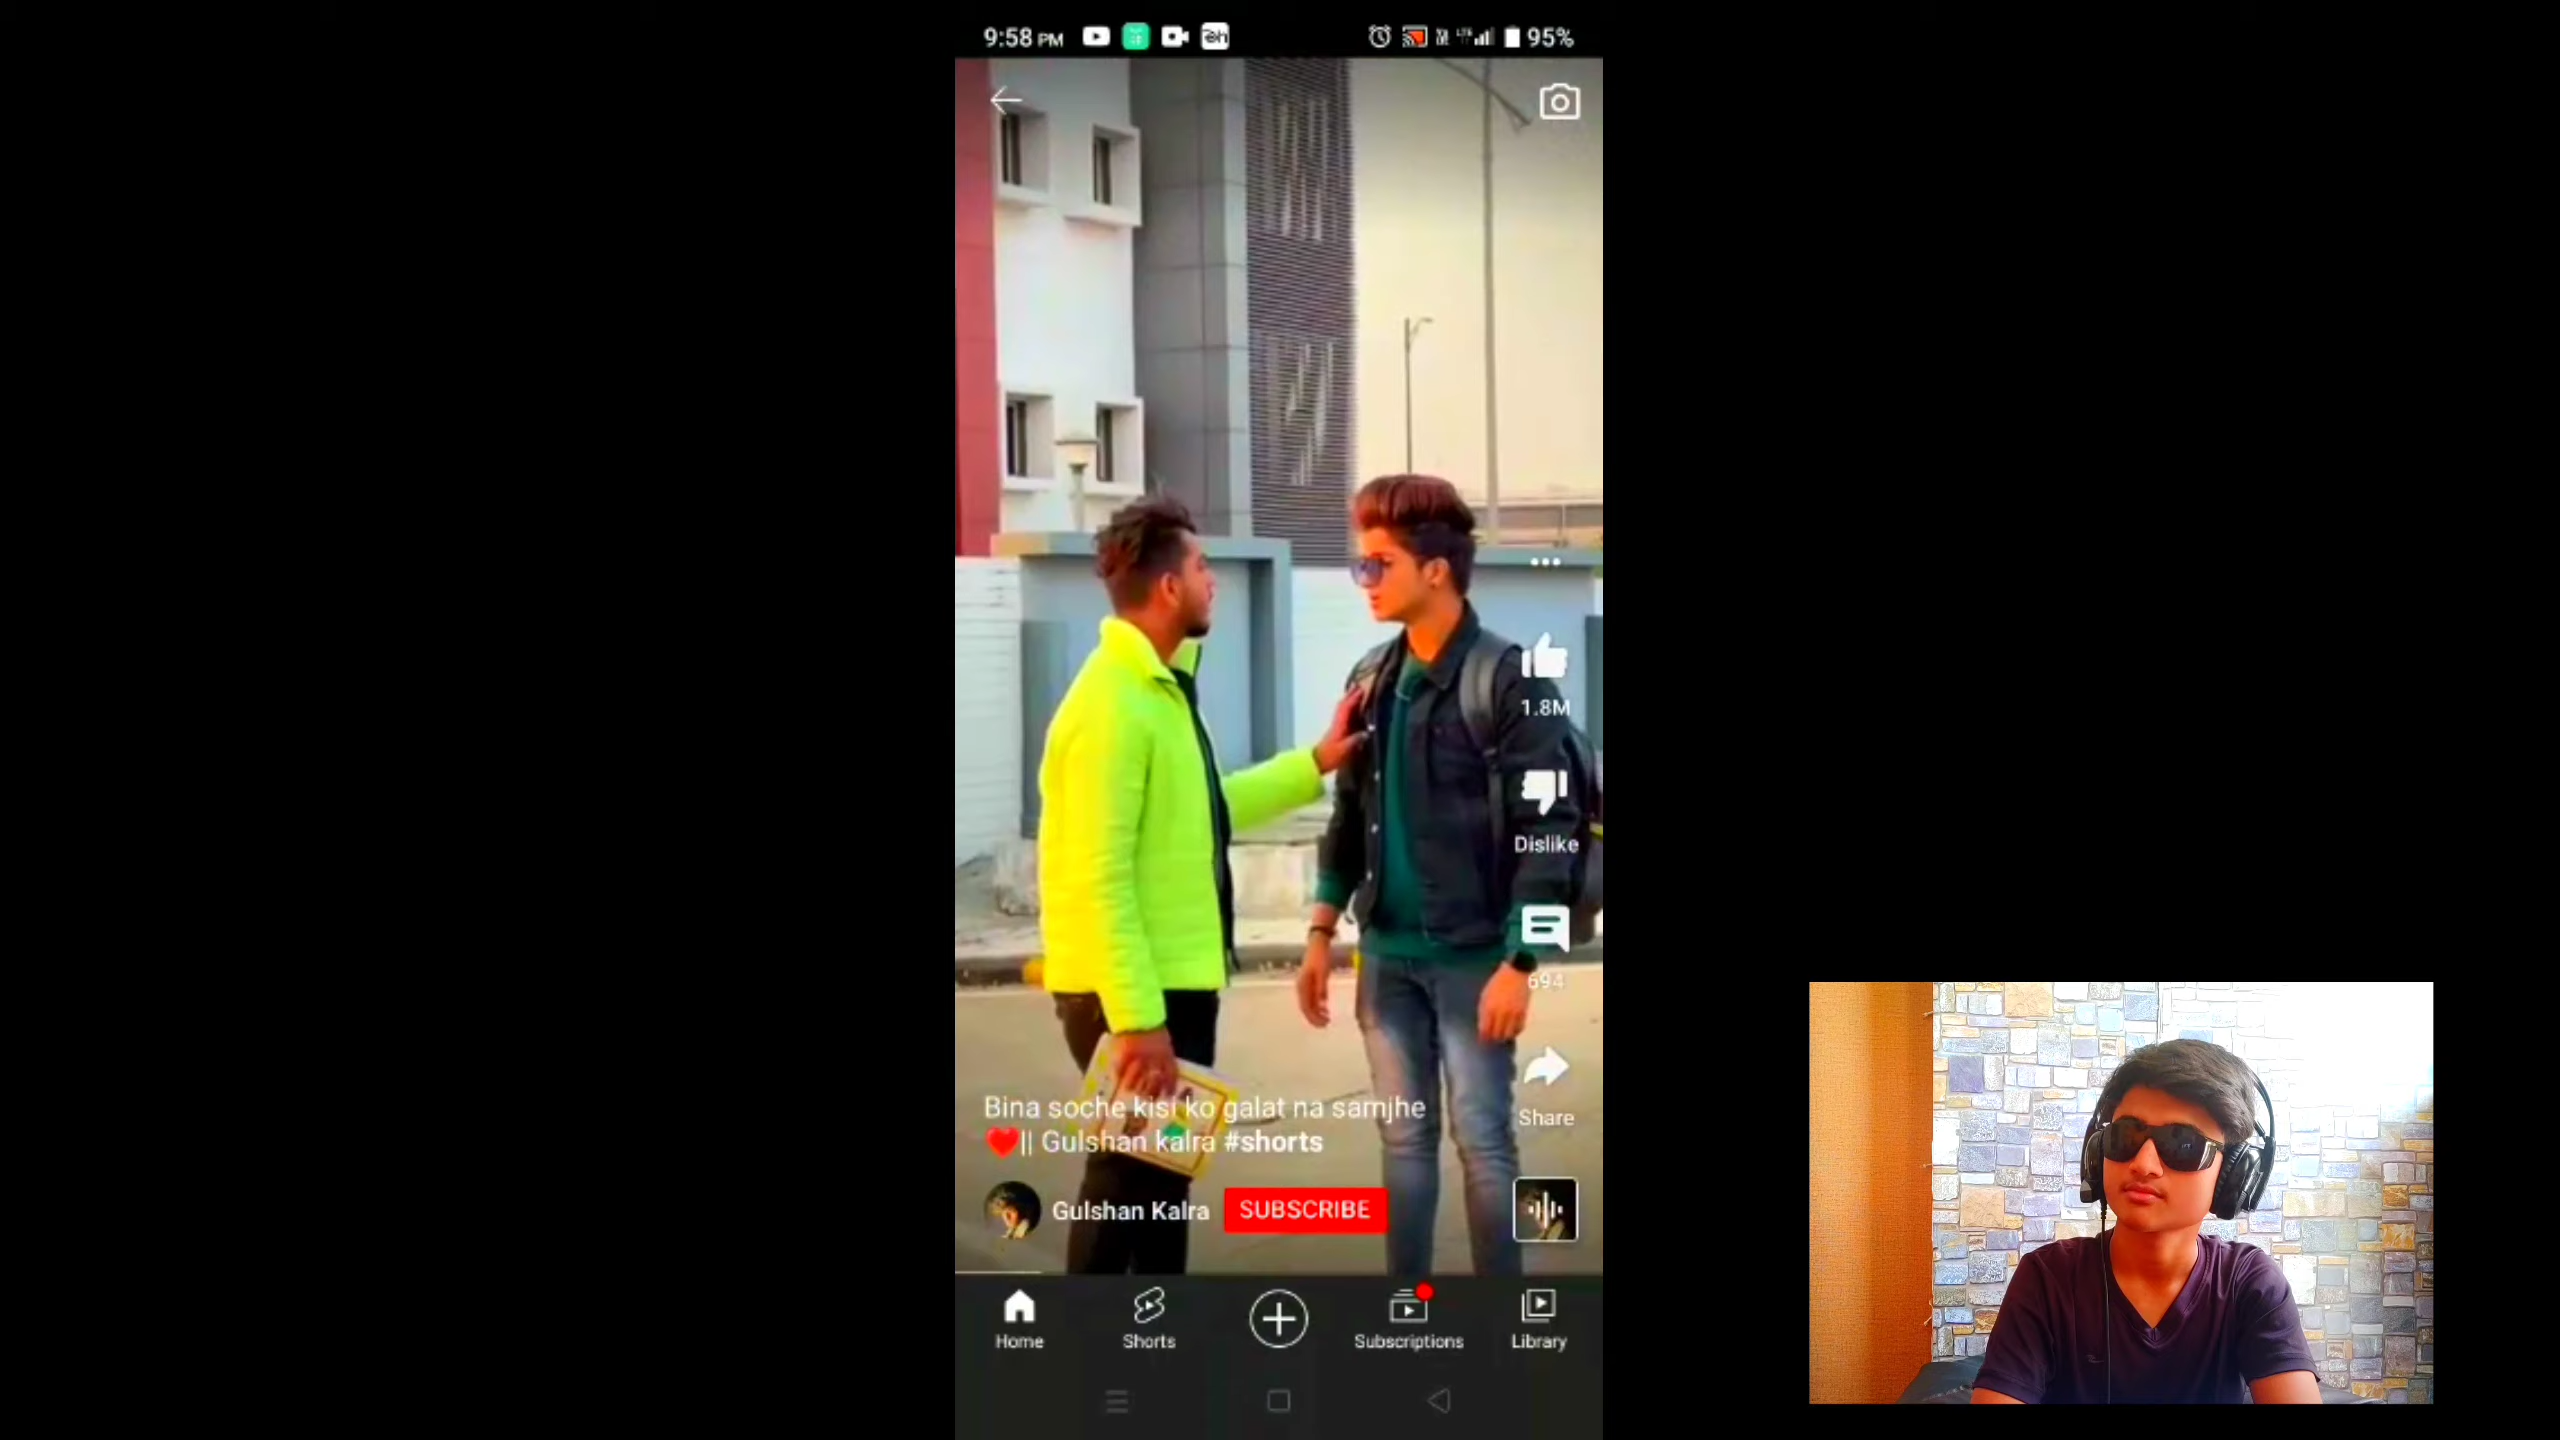 9:58 PM
95%
1.8M
Dislike
694
Share
Bina soche kisi ko galat na samjhe
❤️|| Gulshan kalra #shorts
Gulshan Kalra SUBSCRIBE
Home Shorts Subscriptions Library